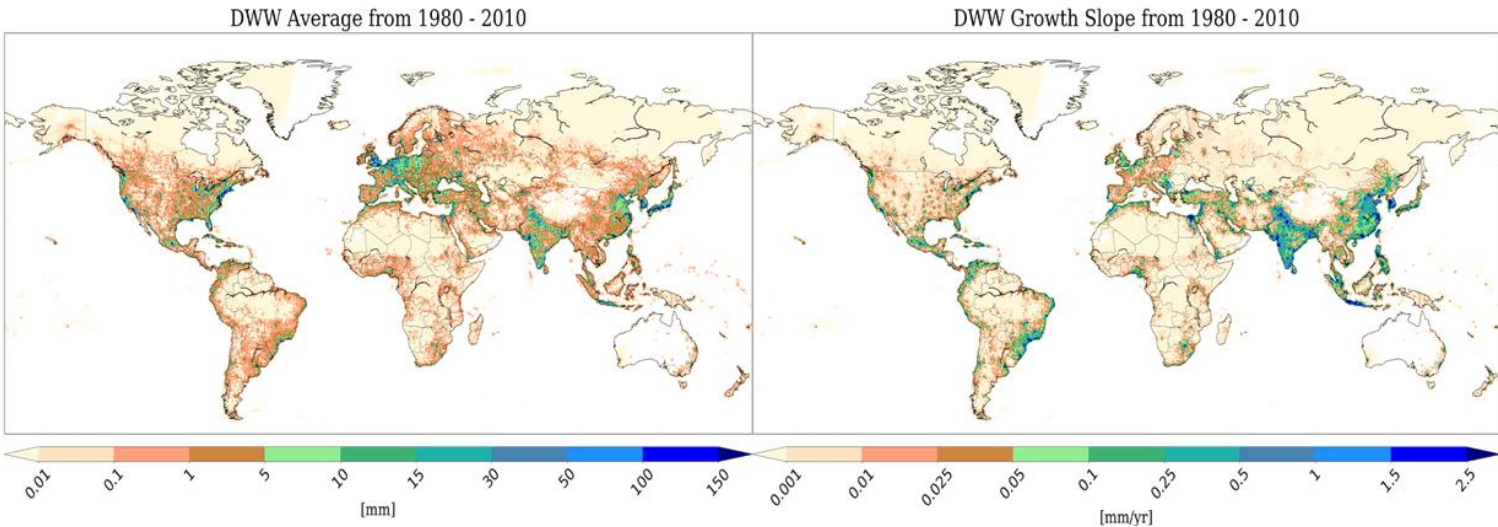 DWW Average from 1980 - 2010
DWW Growth Slope from 1980 - 2010
0.01 0.1 1 5 10 15 30 50 100 150
[mm]
0.001 0.01 0.025 0.05 0.1 0.25 0.5 1 1.5 2.5
[mm/yr]